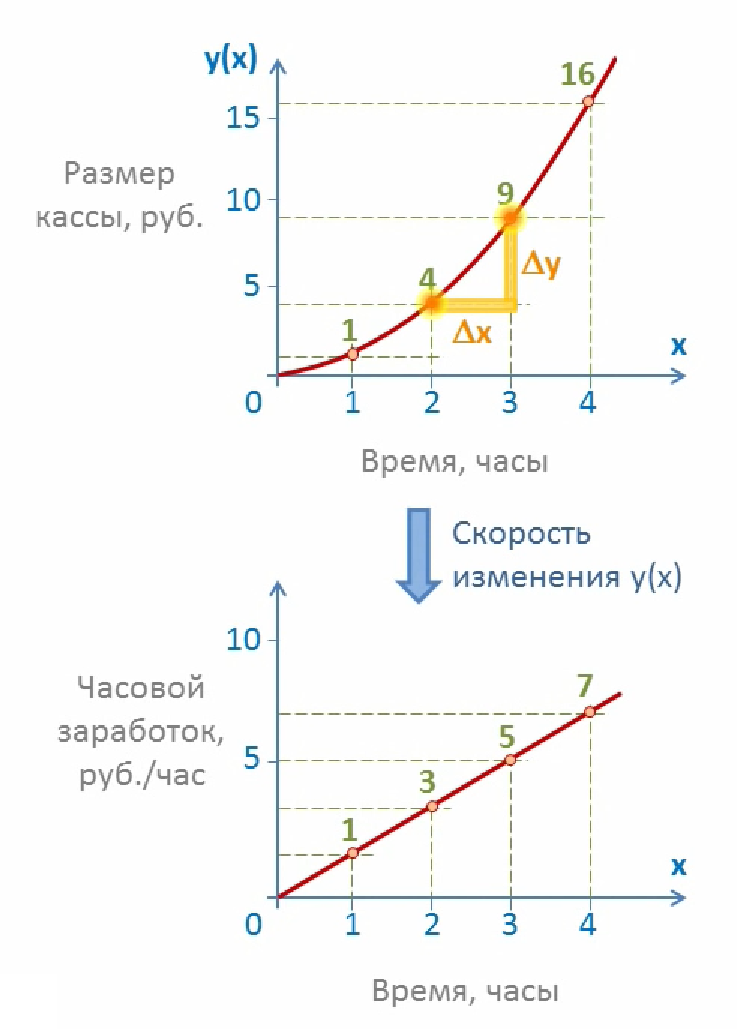 y(x)
16
15
Размер
кассы, руб.
10
9
Δy
5
4
Δx
1
x
0
1 2 3 4
Время, часы
Скорость
изменения y(x)
10
Часовой
заработок,
руб./час
7
5
5
3
1
x
0
1 2 3 4
Время, часы